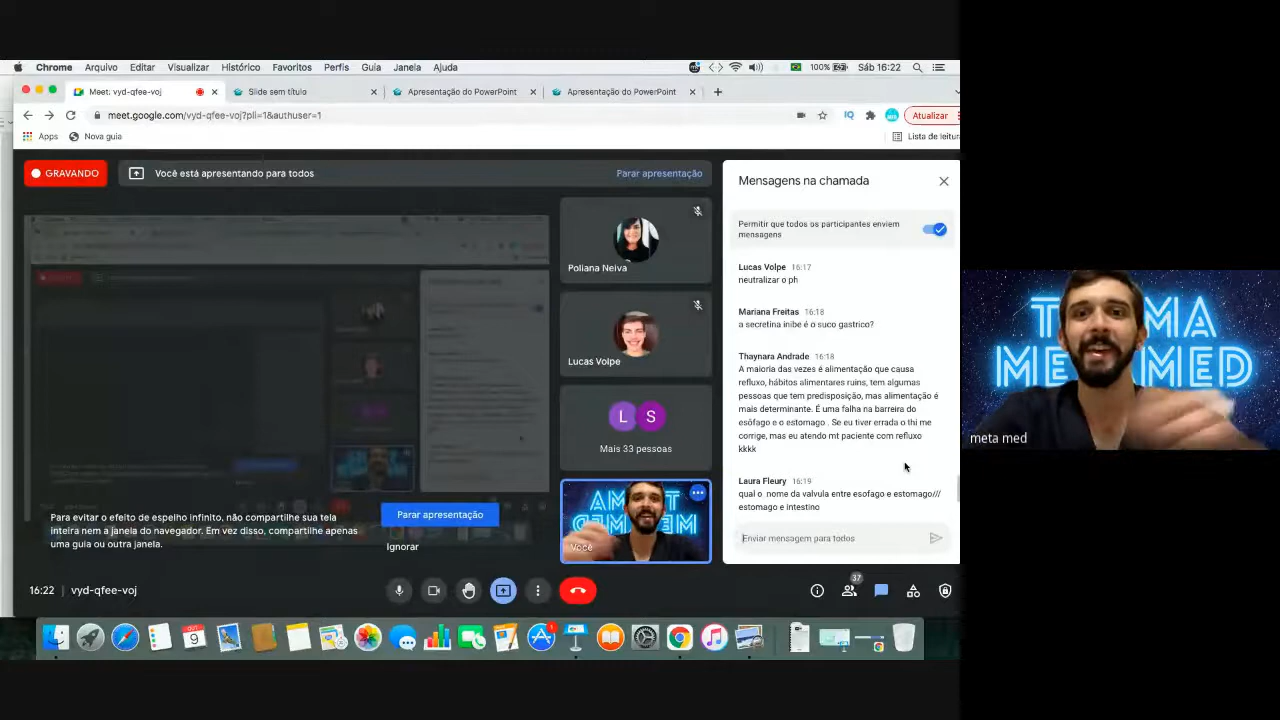 Chrome Arquivo Editar Visualizar Histórico Favoritos Perfis Guia Janela Ajuda 100% Sáb 16:22
Meet: vyd-qfee-voj Slide sem título Apresentação do PowerPoint Apresentação do PowerPoint
meet.google.com/vyd-qfee-voj?pli=1&authuser=1 IQ Atualizar
Apps Nova guia Lista de leitura
GRAVANDO Você está apresentando para todos Parar apresentação
Mensagens na chamada
Permitir que todos os participantes enviem
mensagens
Poliana Neiva
Lucas Volpe
L S
Mais 33 pessoas
Você
Lucas Volpe 16:17
neutralizar o ph
Mariana Freitas 16:18
a secretina inibe é o suco gastrico?
Thaynara Andrade 16:18
A maioria das vezes é alimentação que causa
refluxo, hábitos alimentares ruins, tem algumas
pessoas que tem predisposição, mas alimentação é
mais determinante. É uma falha na barreira do
esófago e o estomago . Se eu tiver errada o thi me
corrige, mas eu atendo mt paciente com refluxo
kkkk
Laura Fleury 16:19
qual o nome da valvula entre esofago e estomago///
estomago e intestino
Enviar mensagem para todos
Para evitar o efeito de espelho infinito, não compartilhe sua tela
inteira nem a janela do navegador. Em vez disso, compartilhe apenas
uma guia ou outra janela.
Parar apresentação
Ignorar
16:22 | vyd-qfee-voj
37
OUT
9
1
T MA
ME MED
meta med